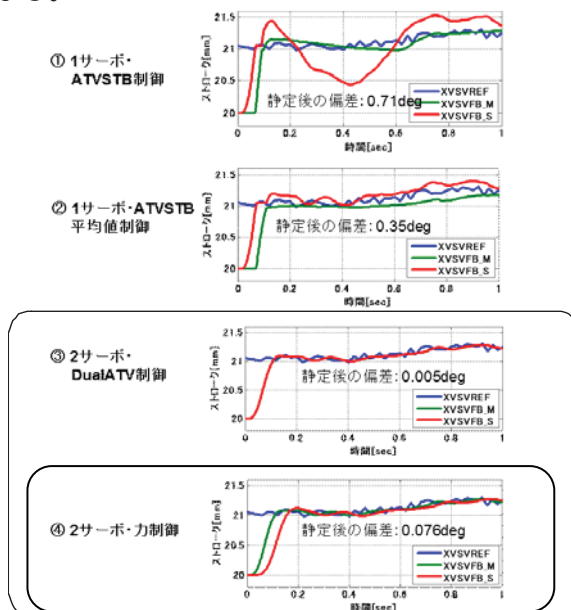 ① 1サーボ・
ATVSTB制御
ストローク[mm]
21.5
21
20.5
20
静定後の偏差:0.71deg
XVSVREF
XVSVFB_M
XVSVFB_S
0 0.2 0.4 0.6 0.8 1
時間[sec]
② 1サーボ・ATVSTB
平均値制御
ストローク[mm]
21.5
21
20.5
20
静定後の偏差:0.35deg
XVSVREF
XVSVFB_M
XVSVFB_S
0 0.2 0.4 0.6 0.8 1
時間[sec]
③ 2サーボ・
DualATV制御
ストローク[mm]
21.5
21
20.5
20
静定後の偏差:0.005deg
XVSVREF
XVSVFB_M
XVSVFB_S
0 0.2 0.4 0.6 0.8 1
時間[sec]
④ 2サーボ・力制御
ストローク[mm]
21.5
21
20.5
20
静定後の偏差:0.076deg
XVSVREF
XVSVFB_M
XVSVFB_S
0 0.2 0.4 0.6 0.8 1
時間[sec]